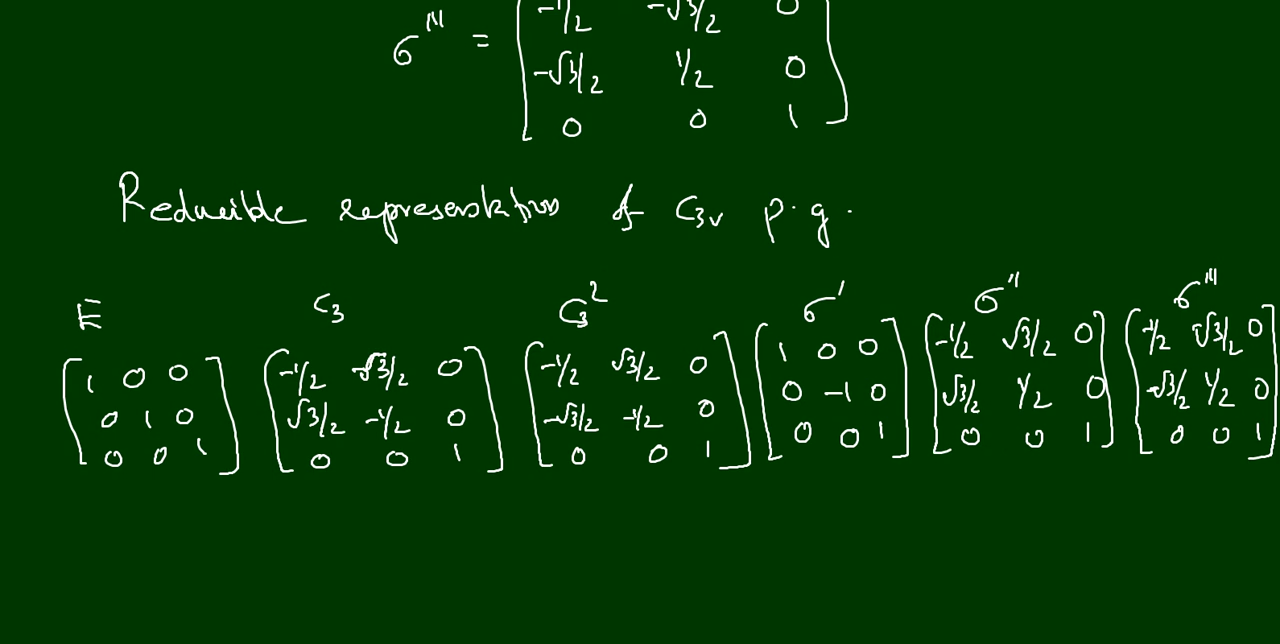 -1/2 -√3/2 0
σ''' = -√3/2 1/2 0
0 0 1
Reducible representation of C3v p.g.
E C3 C3² σ' σ'' σ'''
1 0 0 -1/2 -√3/2 0 -1/2 √3/2 0 1 0 0 -1/2 √3/2 0 -1/2 -√3/2 0
0 1 0 √3/2 -1/2 0 -√3/2 -1/2 0 0 -1 0 √3/2 1/2 0 -√3/2 1/2 0
0 0 1 0 0 1 0 0 1 0 0 1 0 0 1 0 0 1